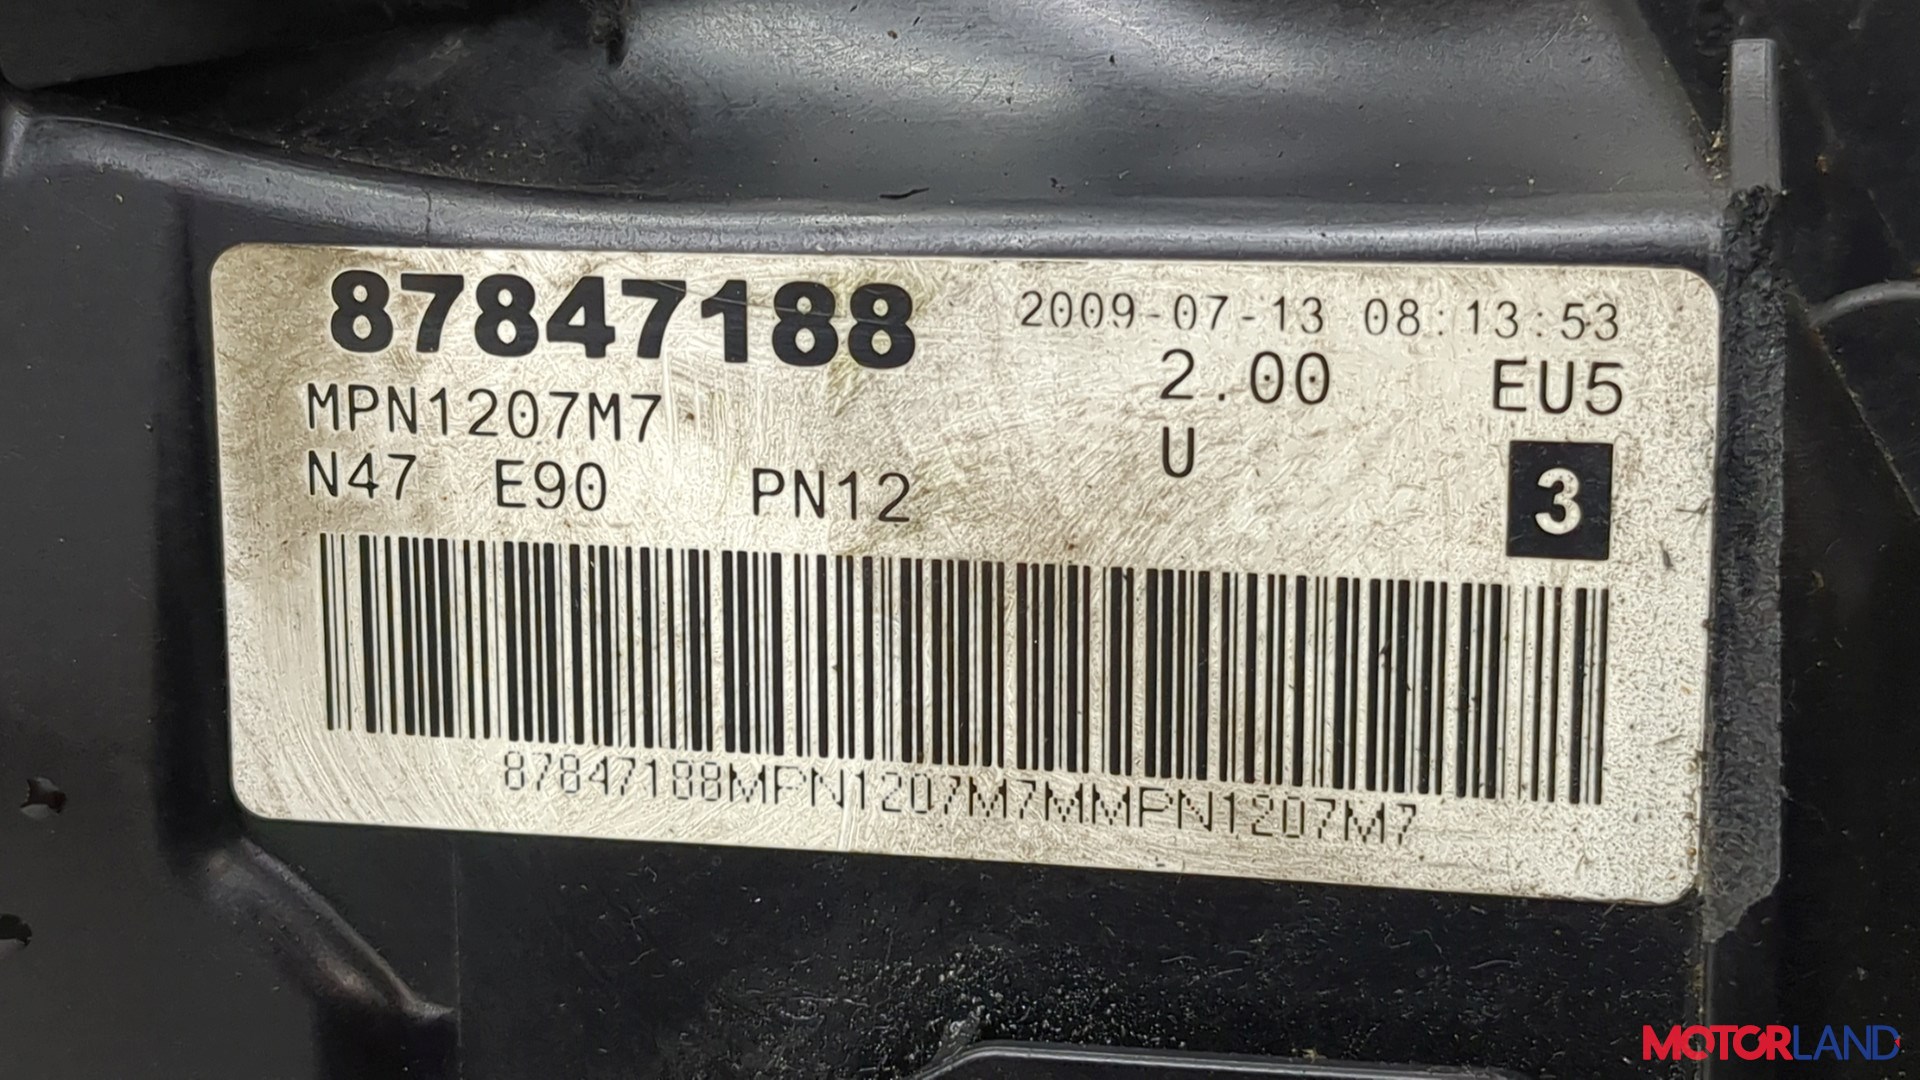 87847188 2009-07-13 08:13:53
MPN1207M7 2.00 EU5
N47 E90 PN12 U 3
87847188MPN1207M7MMPN1207M7
MOTORLAND